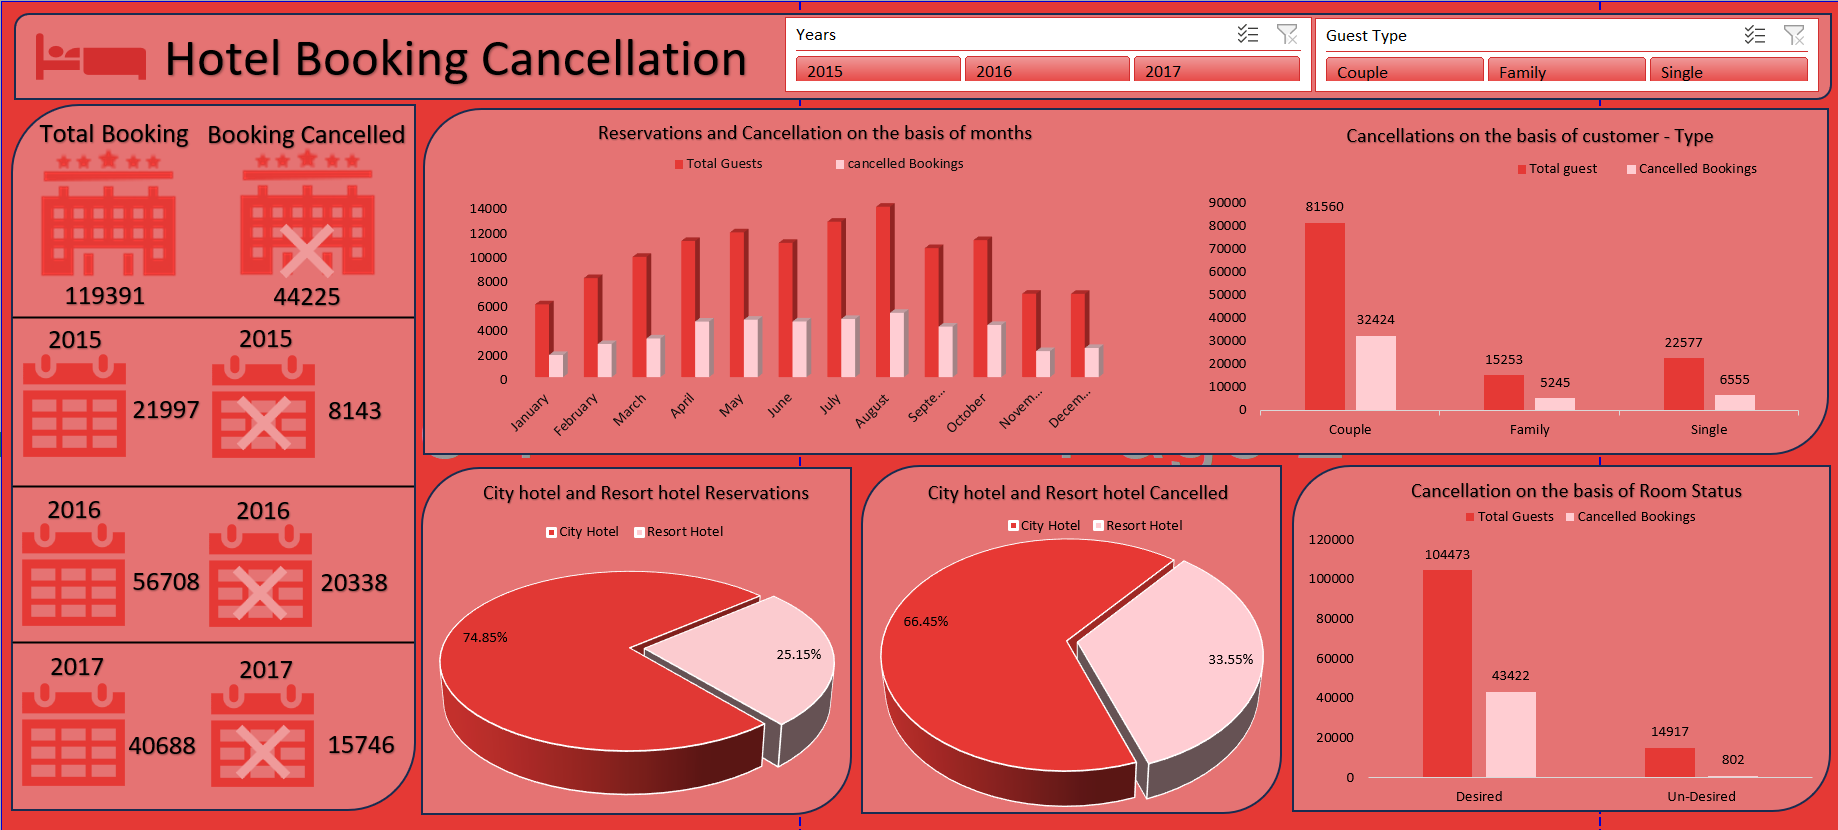 Hotel Booking Cancellation
Years
2015
2016
2017
Guest Type
Couple
Family
Single
Total Booking
Booking Cancelled
119391
44225
2015
2015
21997
8143
2016
2016
56708
20338
2017
2017
40688
15746
Reservations and Cancellation on the basis of months
Total Guests
cancelled Bookings
14000
12000
10000
8000
6000
4000
2000
0
January
February
March
April
May
June
July
August
Septe...
October
Novem...
Decem...
Cancellations on the basis of customer - Type
Total guest
Cancelled Bookings
90000
80000
70000
60000
50000
40000
30000
20000
10000
0
81560
32424
15253
5245
22577
6555
Couple
Family
Single
City hotel and Resort hotel Reservations
City Hotel
Resort Hotel
74.85%
25.15%
City hotel and Resort hotel Cancelled
City Hotel
Resort Hotel
66.45%
33.55%
Cancellation on the basis of Room Status
Total Guests
Cancelled Bookings
120000
100000
80000
60000
40000
20000
0
104473
43422
14917
802
Desired
Un-Desired